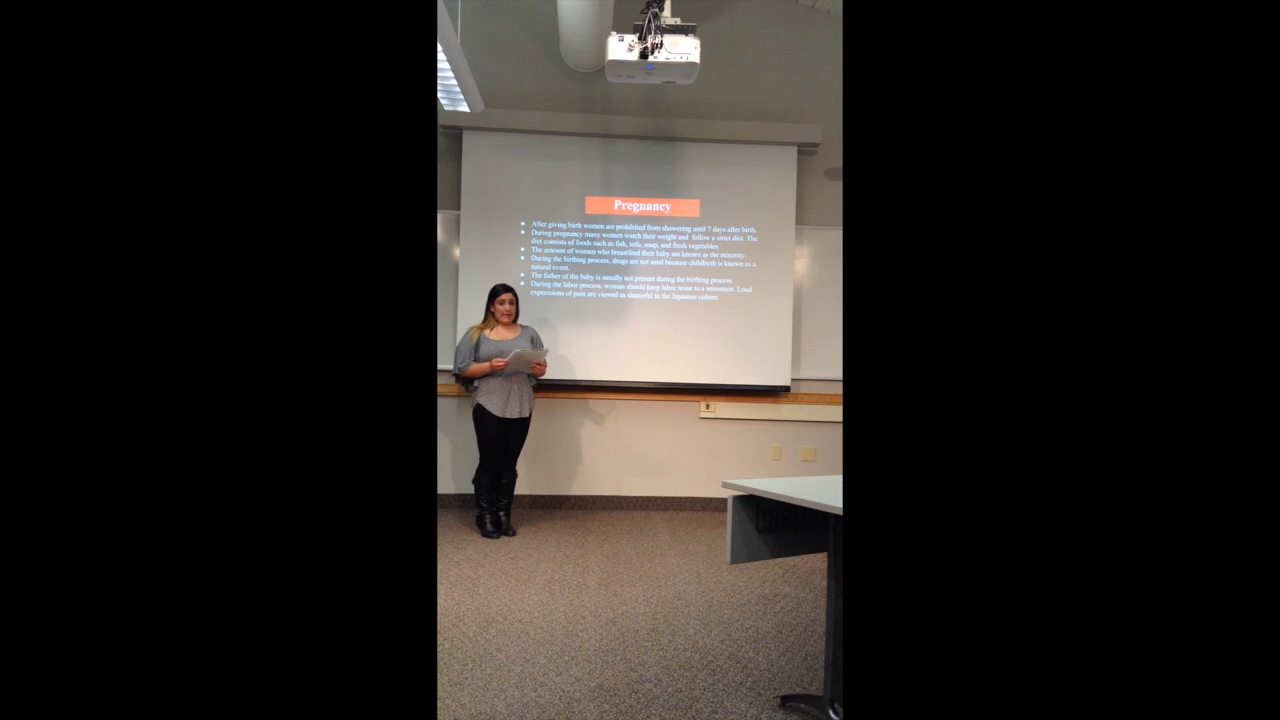 Pregnancy
After giving birth women are prohibited from showering until 7 days after birth.
During pregnancy many women watch their weight and follow a strict diet. The
diet consists of foods such as fish, tofu, soup, and fresh vegetables.
The amount of women who breastfeed their baby are known as the minority.
During the birthing process, drugs are not used because childbirth is known as a
natural event.
The father of the baby is usually not present during the birthing process.
During the labor process, woman should keep labor noise to a minimum. Loud
expressions of pain are viewed as shameful in the Japanese culture.